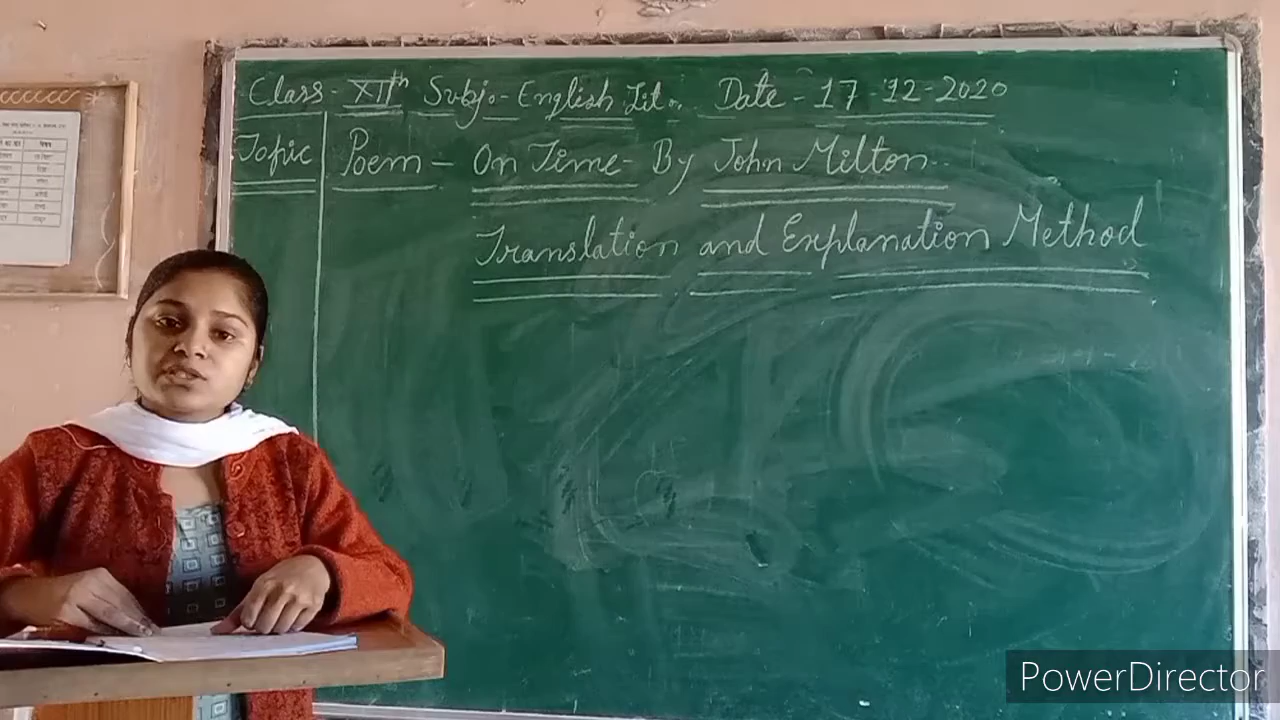 Class - XIIth Subj.- English Lit. Date - 17-12-2020
Topic Poem - On Time - By John Milton..
Translation and Explanation Method
PowerDirector